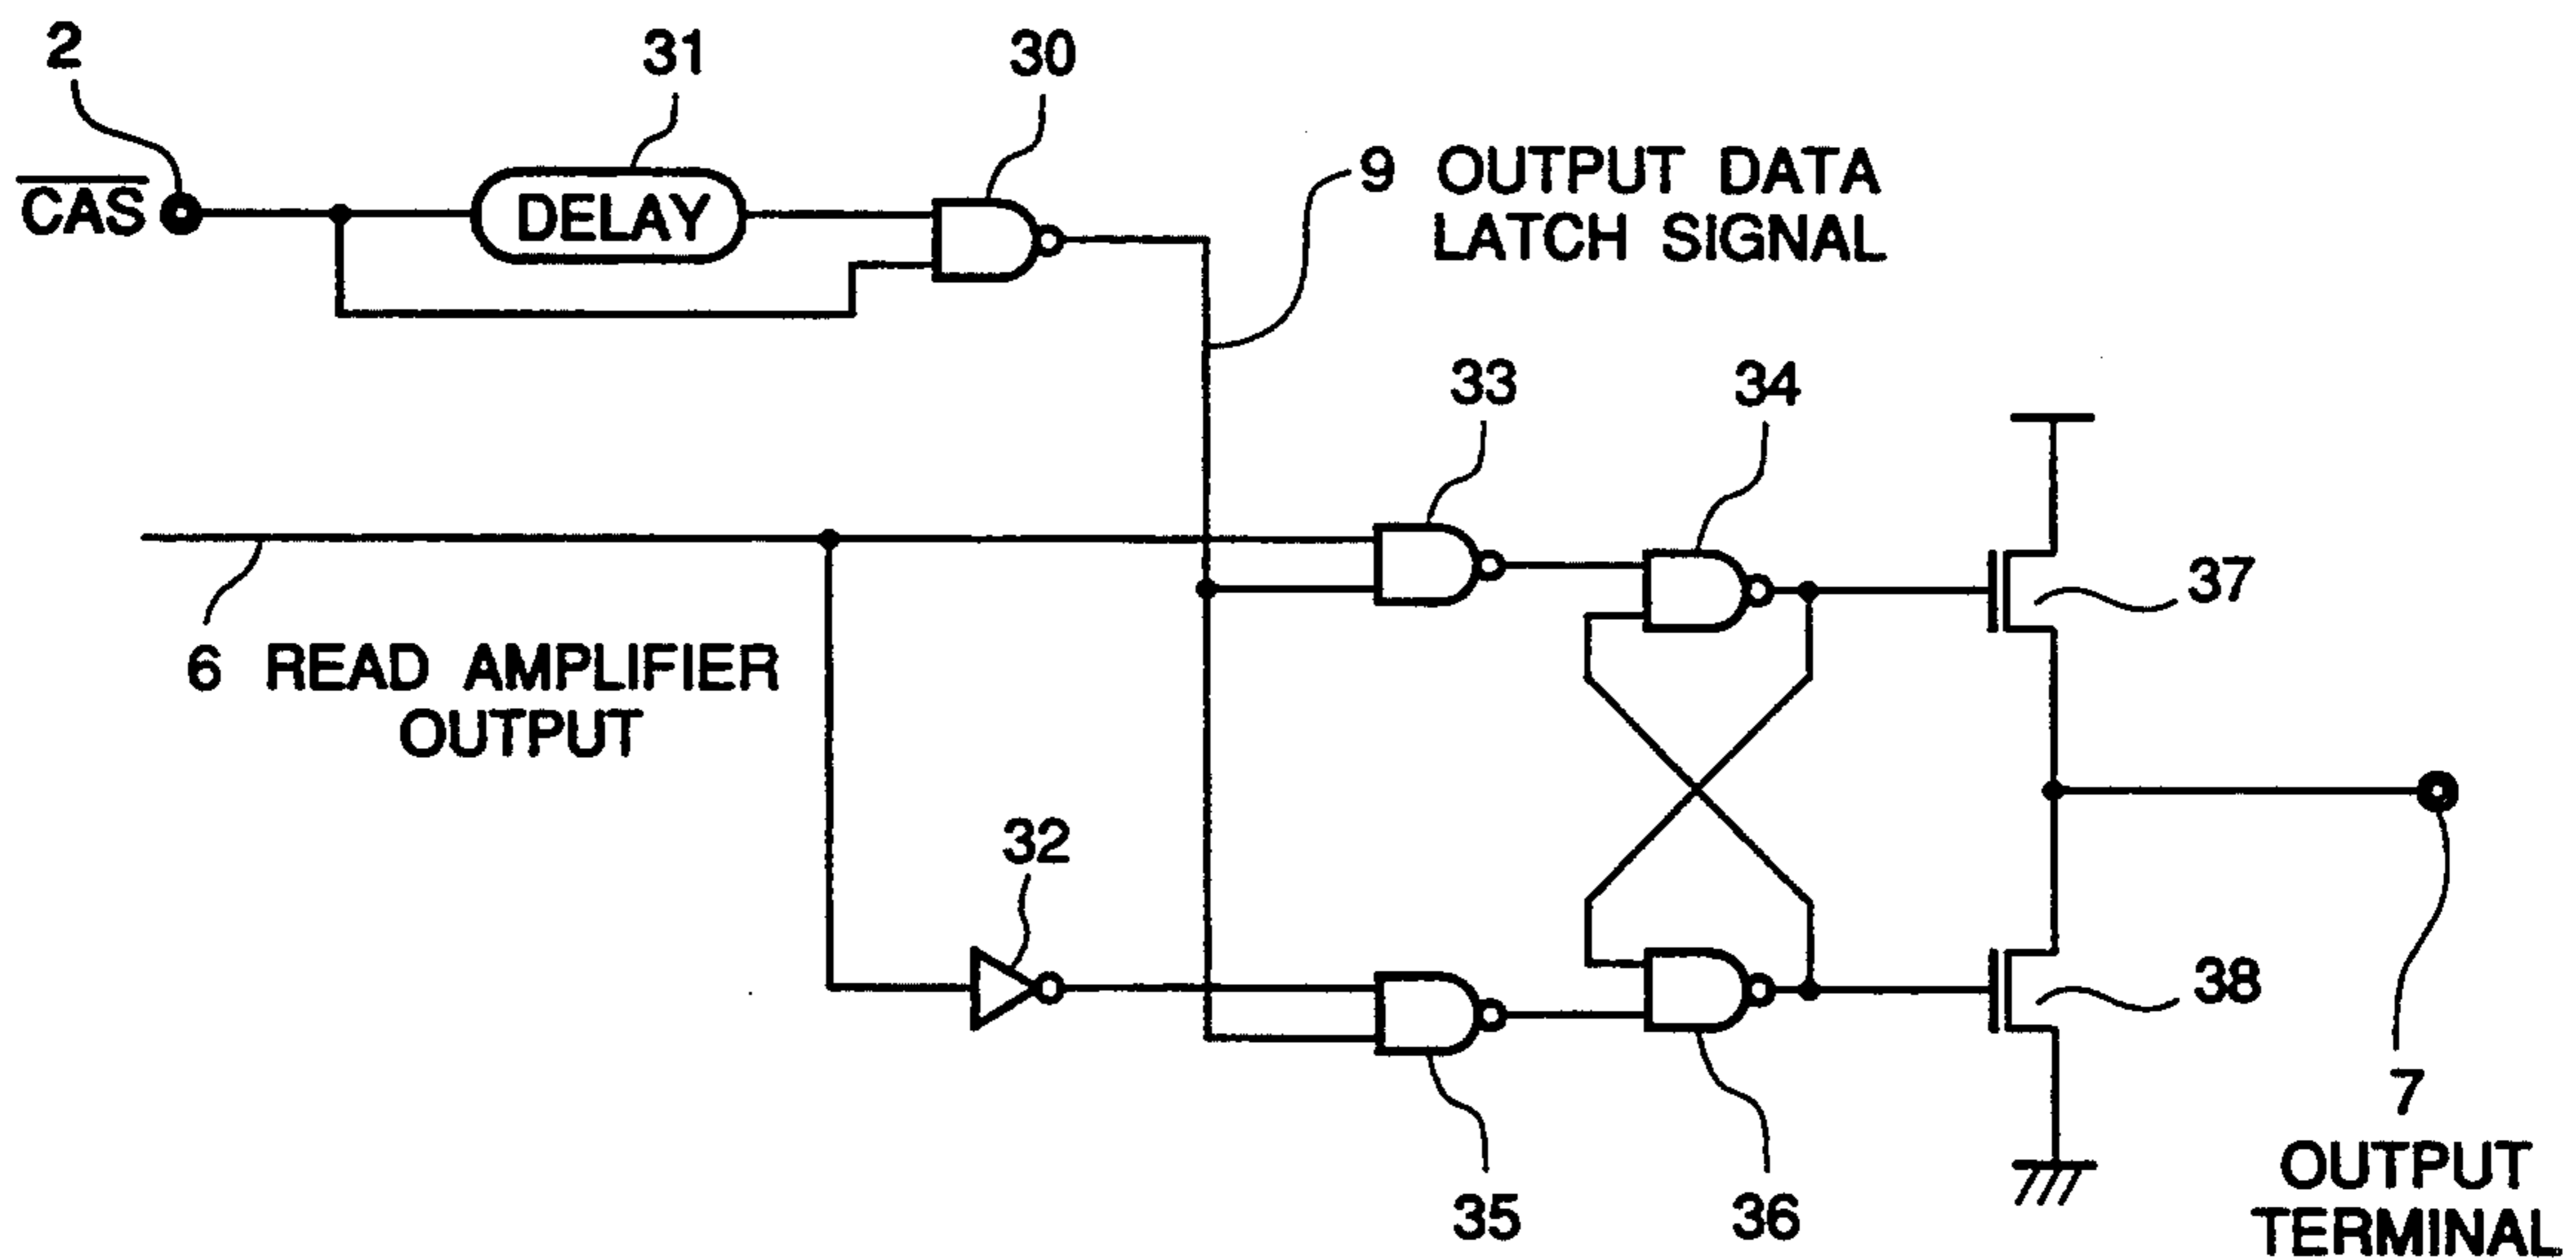 2
31
30
CAS
DELAY
9 OUTPUT DATA
LATCH SIGNAL
33
34
37
6 READ AMPLIFIER
OUTPUT
32
38
7
OUTPUT
TERMINAL
35
36